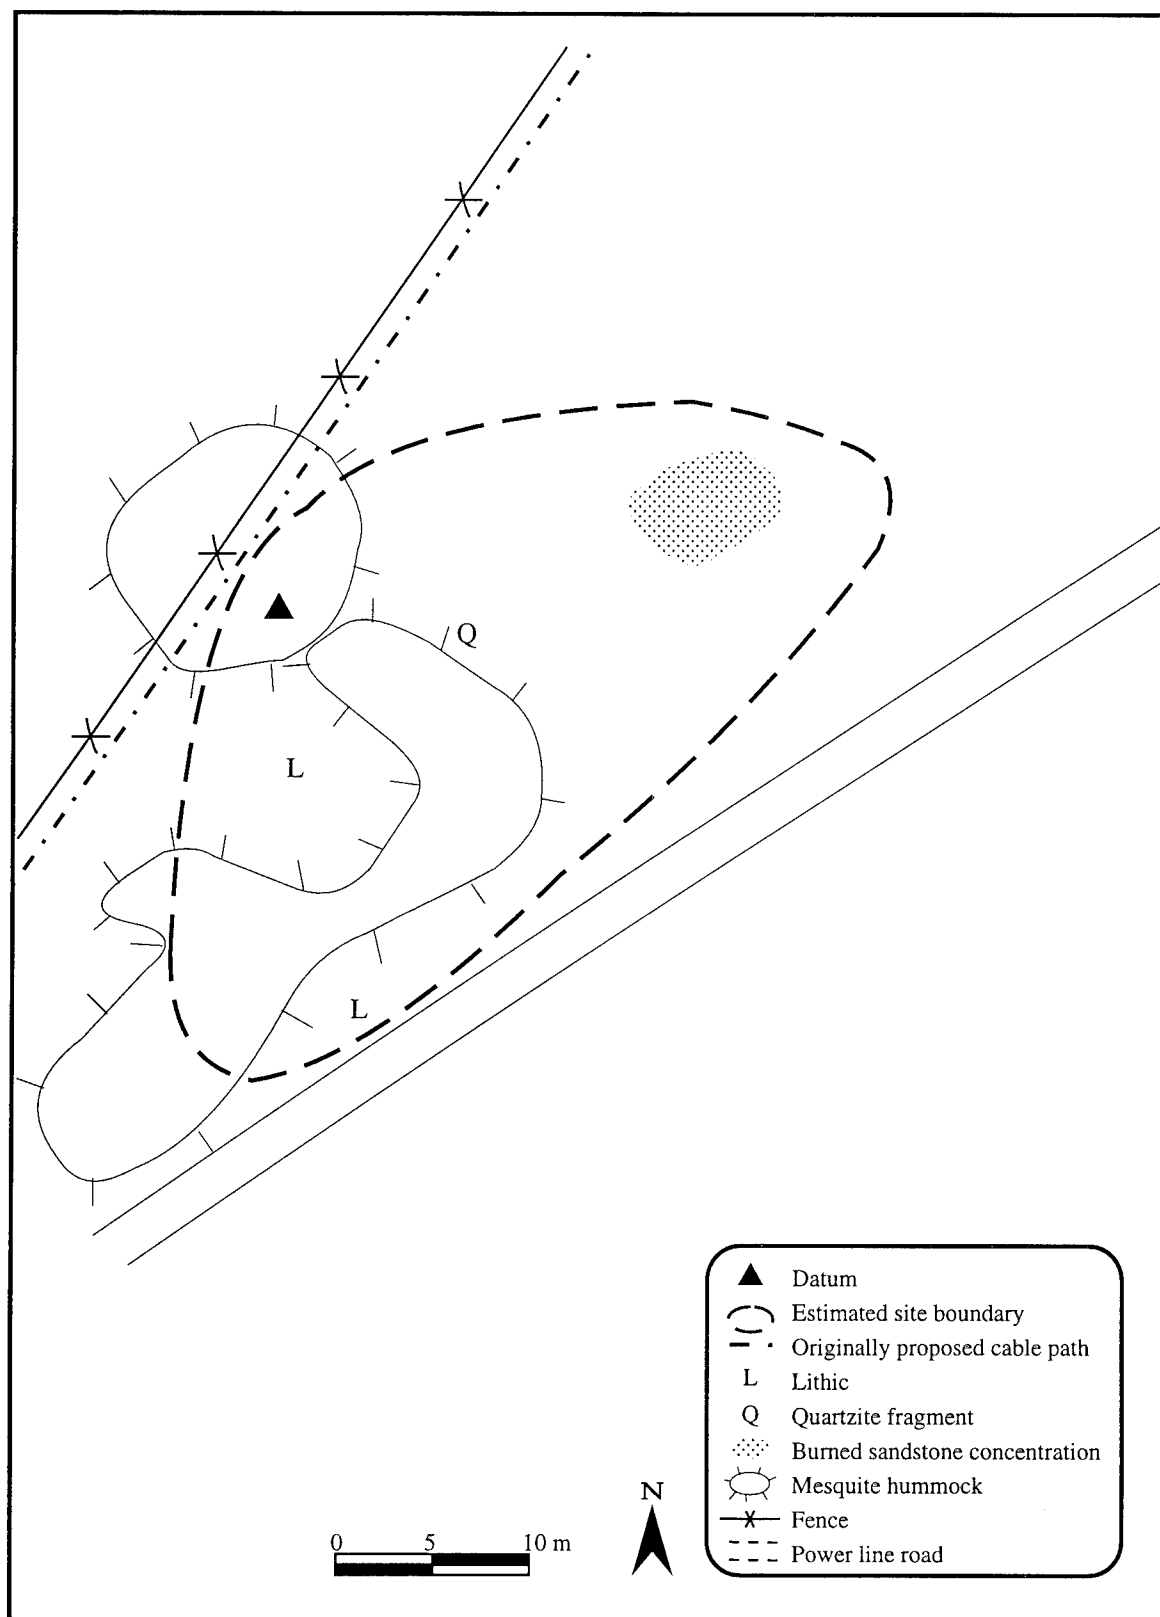 Q
L
L
Datum
Estimated site boundary
Originally proposed cable path
L Lithic
Q Quartzite fragment
Burned sandstone concentration
Mesquite hummock
Fence
Power line road
N
0 5 10 m